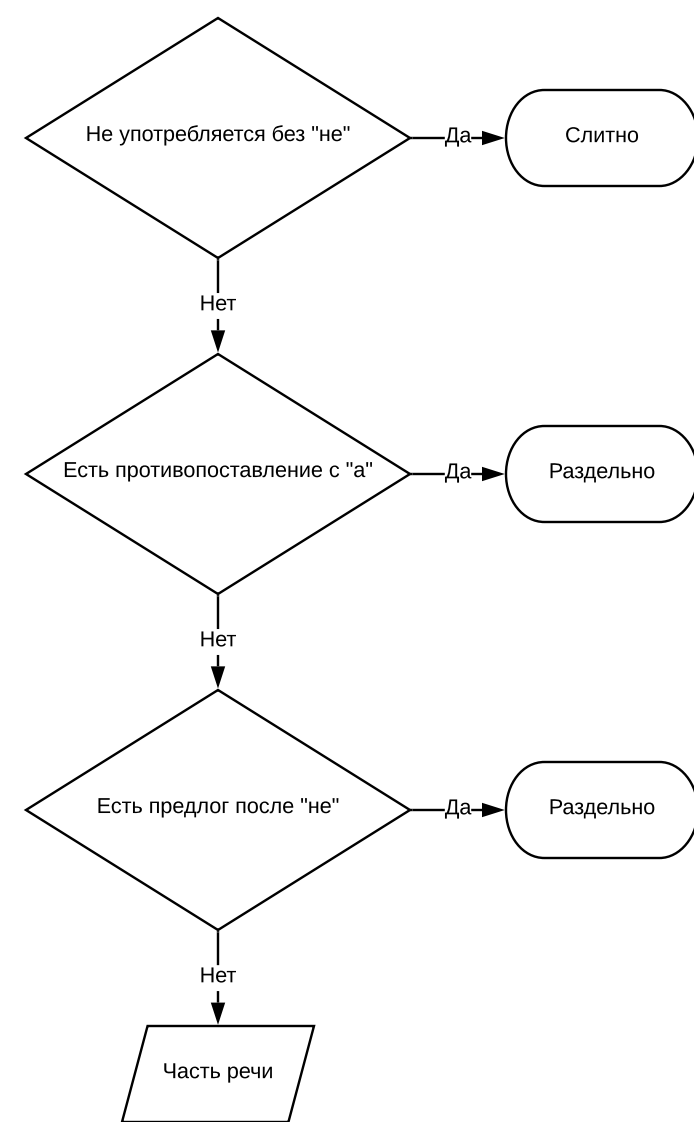 Не употребляется без "не"
Да
Слитно
Нет
Есть противопоставление с "а"
Да
Раздельно
Нет
Есть предлог после "не"
Да
Раздельно
Нет
Часть речи